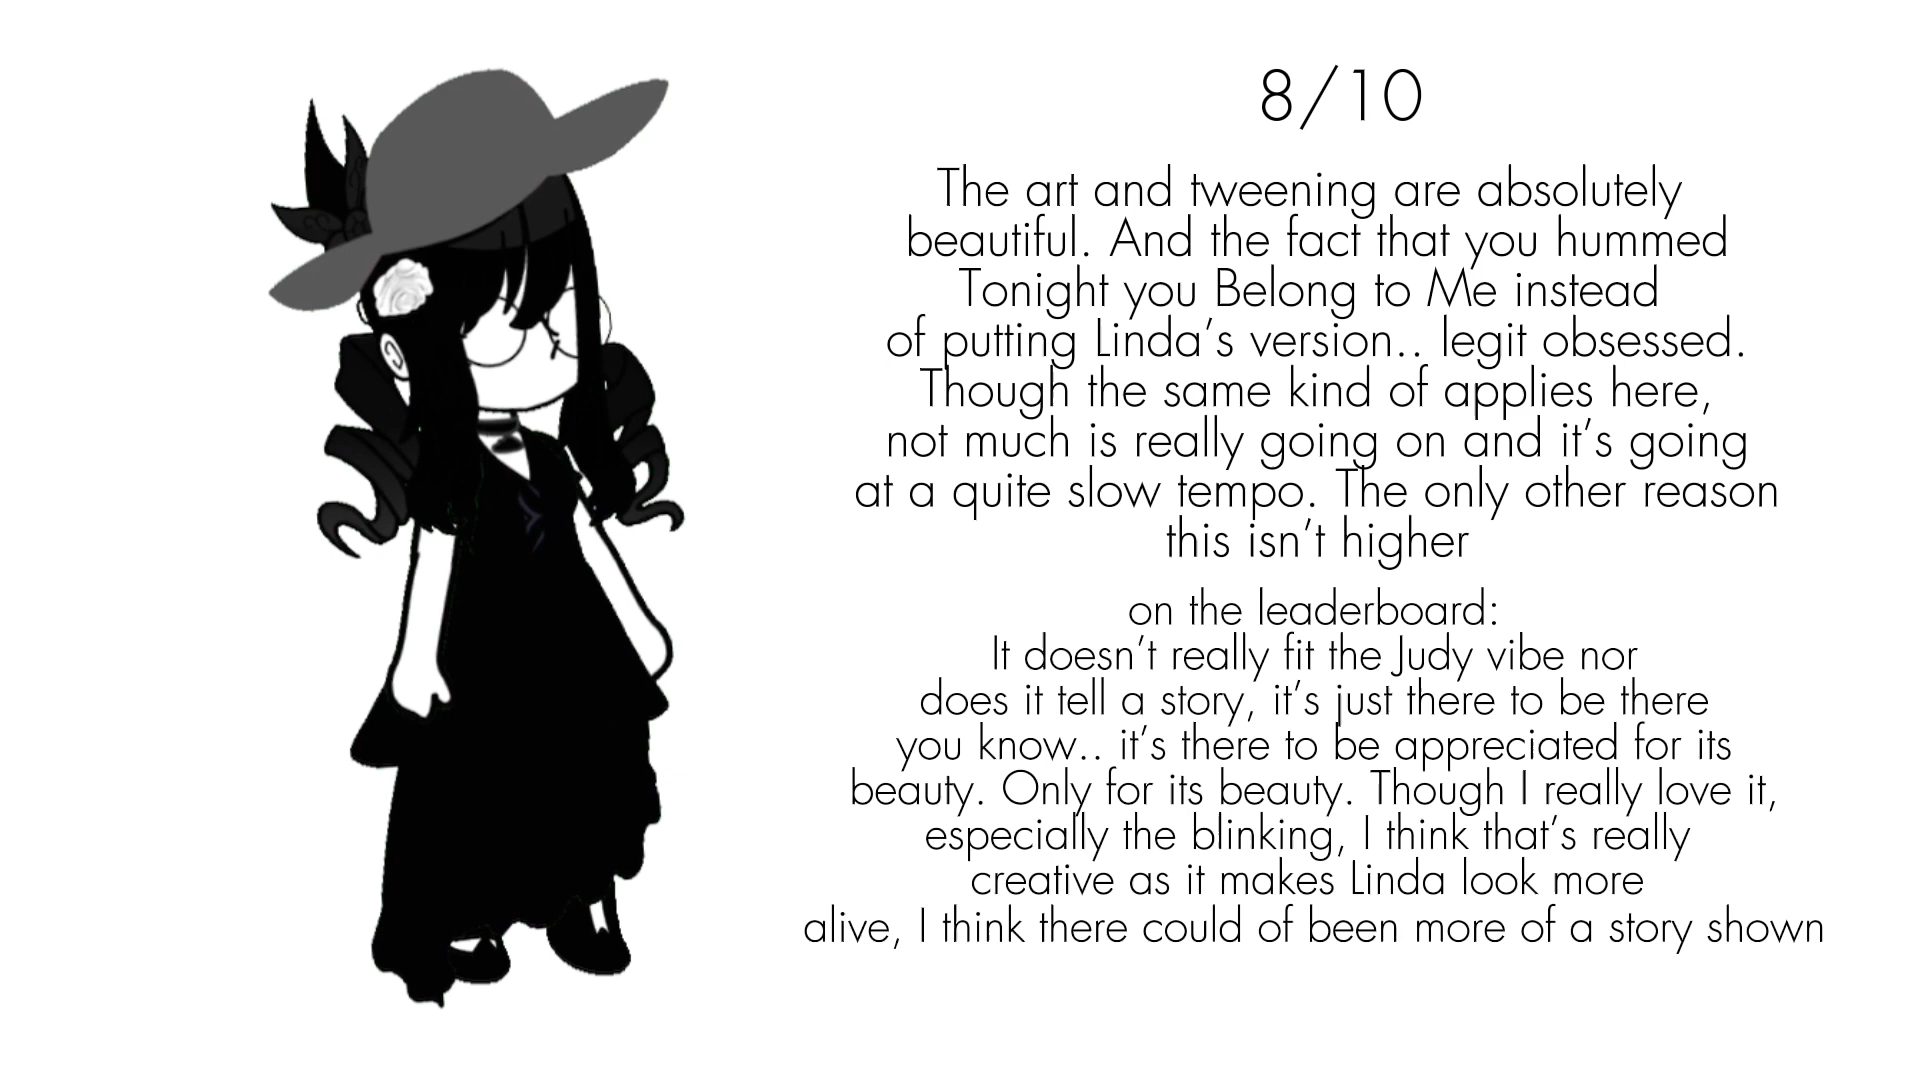 8/10
The art and tweening are absolutely
beautiful. And the fact that you hummed
Tonight you Belong to Me instead
of putting Linda's version.. legit obsessed.
Though the same kind of applies here,
not much is really going on and it's going
at a quite slow tempo. The only other reason
this isn't higher
on the leaderboard:
It doesn't really fit the Judy vibe nor
does it tell a story, it's just there to be there
you know.. it's there to be appreciated for its
beauty. Only for its beauty. Though I really love it,
especially the blinking, I think that's really
creative as it makes Linda look more
alive, I think there could of been more of a story shown